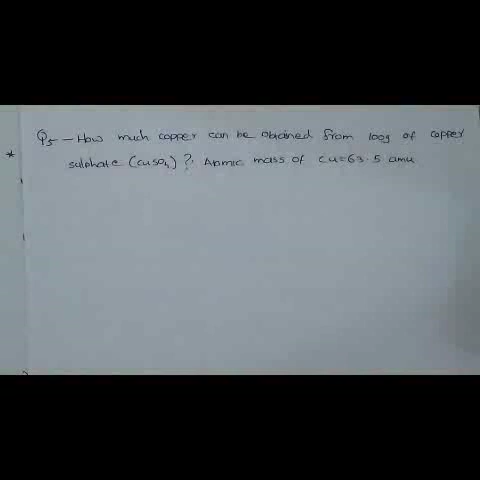 Q5 - How much copper can be obtained from 100g of copper
* sulphate (CuSO4) ? Atomic mass of Cu=63.5 amu